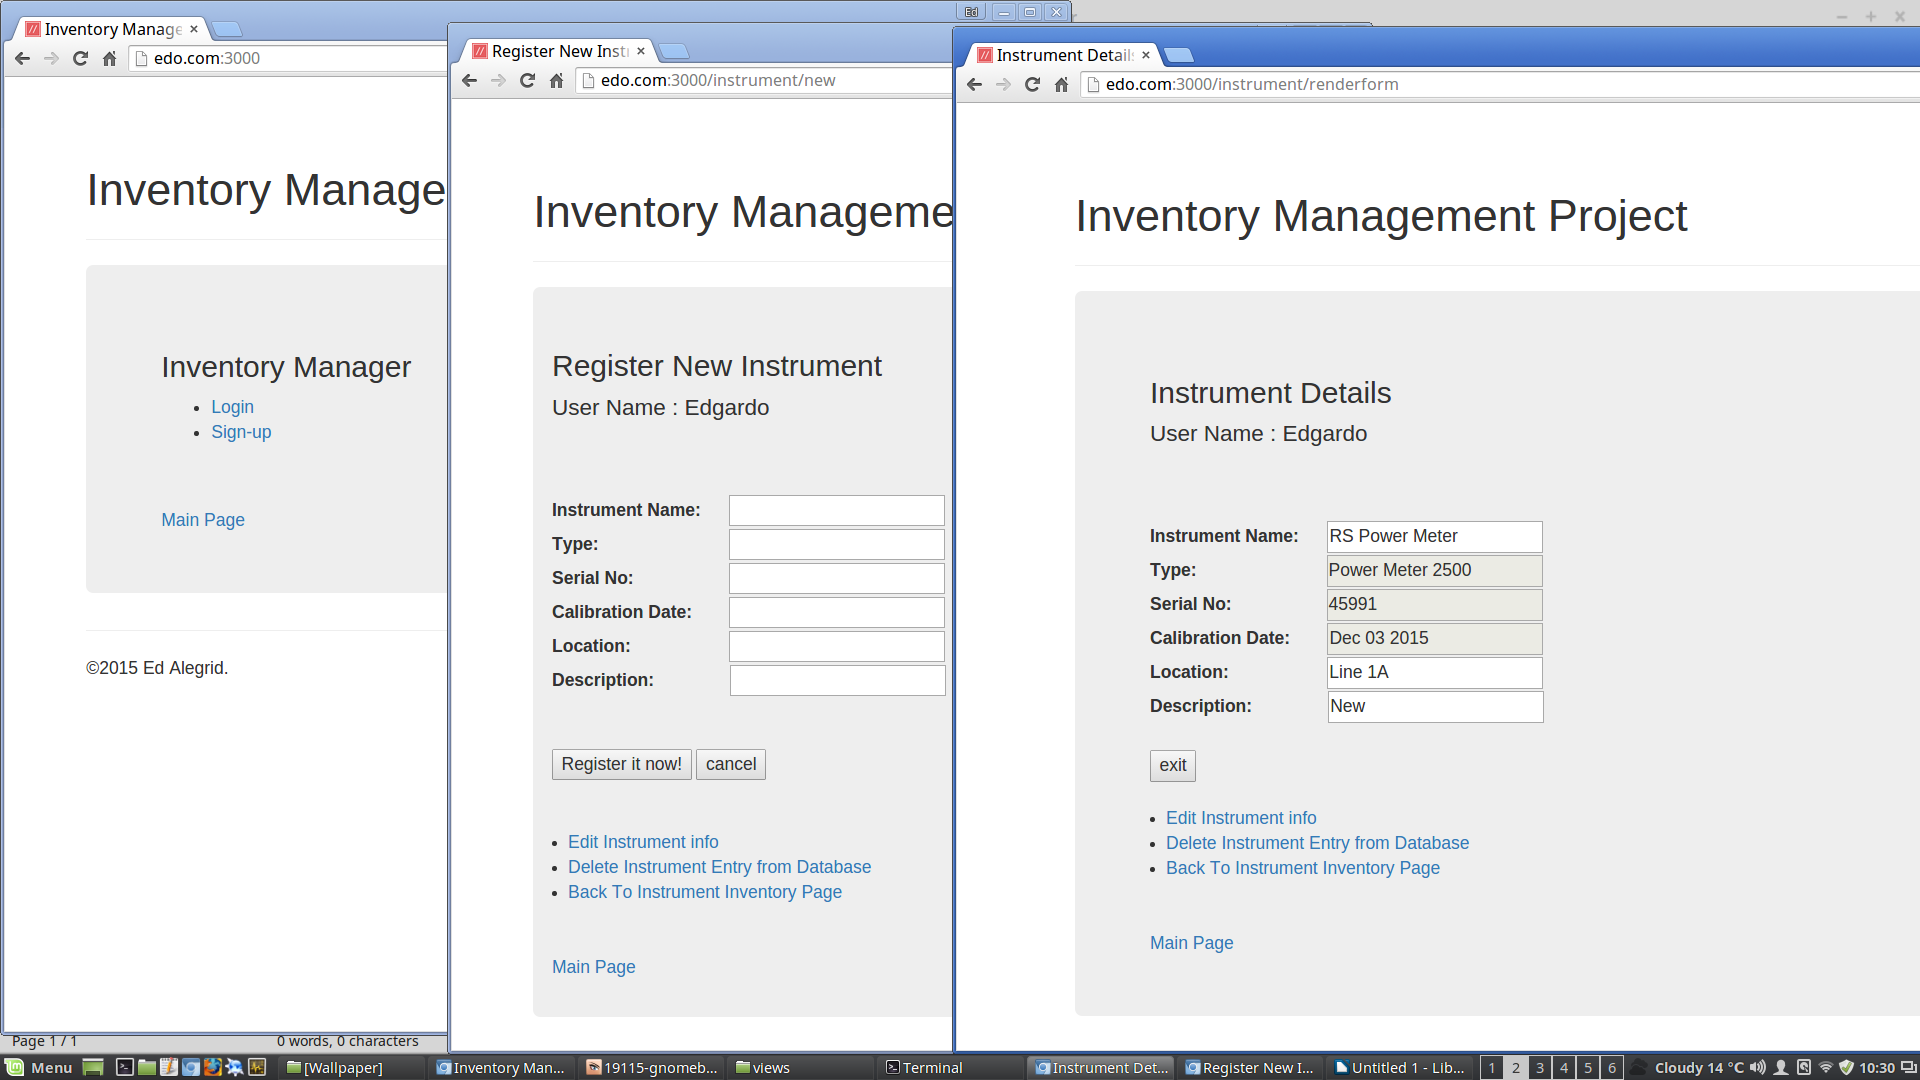 Ed
Inventory Manage
edo.com:3000
Inventory Manage
Inventory Manager
Login
Sign-up
Main Page
©2015 Ed Alegrid.
Page 1 / 1
0 words, 0 characters
Register New Inst
edo.com:3000/instrument/new
Inventory Manageme
Register New Instrument
User Name : Edgardo
Instrument Name:
Type:
Serial No:
Calibration Date:
Location:
Description:
Register it now! cancel
Edit Instrument info
Delete Instrument Entry from Database
Back To Instrument Inventory Page
Main Page
Instrument Detail
edo.com:3000/instrument/renderform
Inventory Management Project
Instrument Details
User Name : Edgardo
Instrument Name: RS Power Meter
Type: Power Meter 2500
Serial No: 45991
Calibration Date: Dec 03 2015
Location: Line 1A
Description: New
exit
Edit Instrument info
Delete Instrument Entry from Database
Back To Instrument Inventory Page
Main Page
Menu [Wallpaper] Inventory Man... 19115-gnomeb... views Terminal Instrument Det... Register New I... Untitled 1 - Lib... 1 2 3 4 5 6 Cloudy 14 °C 10:30